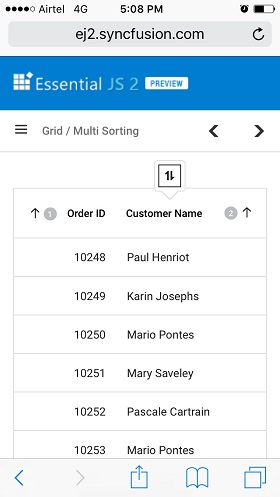 Airtel 4G 5:08 PM
ej2.syncfusion.com
Essential JS 2 PREVIEW
Grid / Multi Sorting
1 Order ID Customer Name 2
10248 Paul Henriot
10249 Karin Josephs
10250 Mario Pontes
10251 Mary Saveley
10252 Pascale Cartrain
10253 Mario Pontes